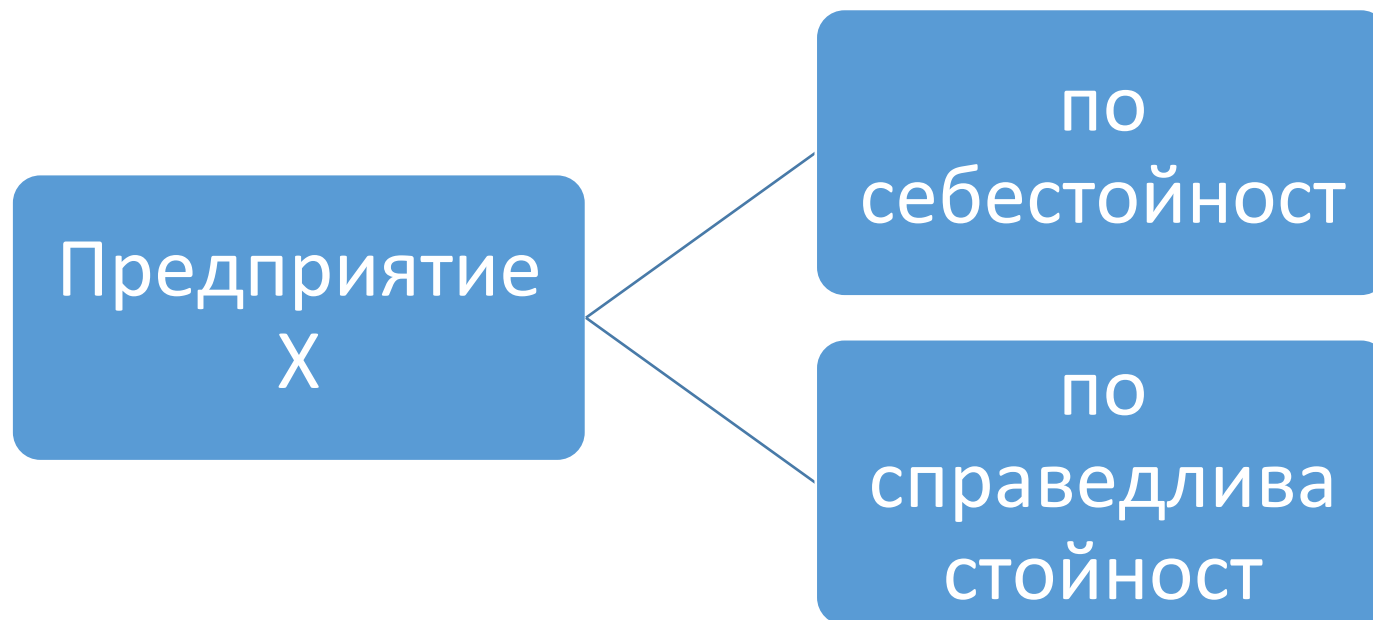 Предприятие
X
по
себестойност
по
справедлива
стойност